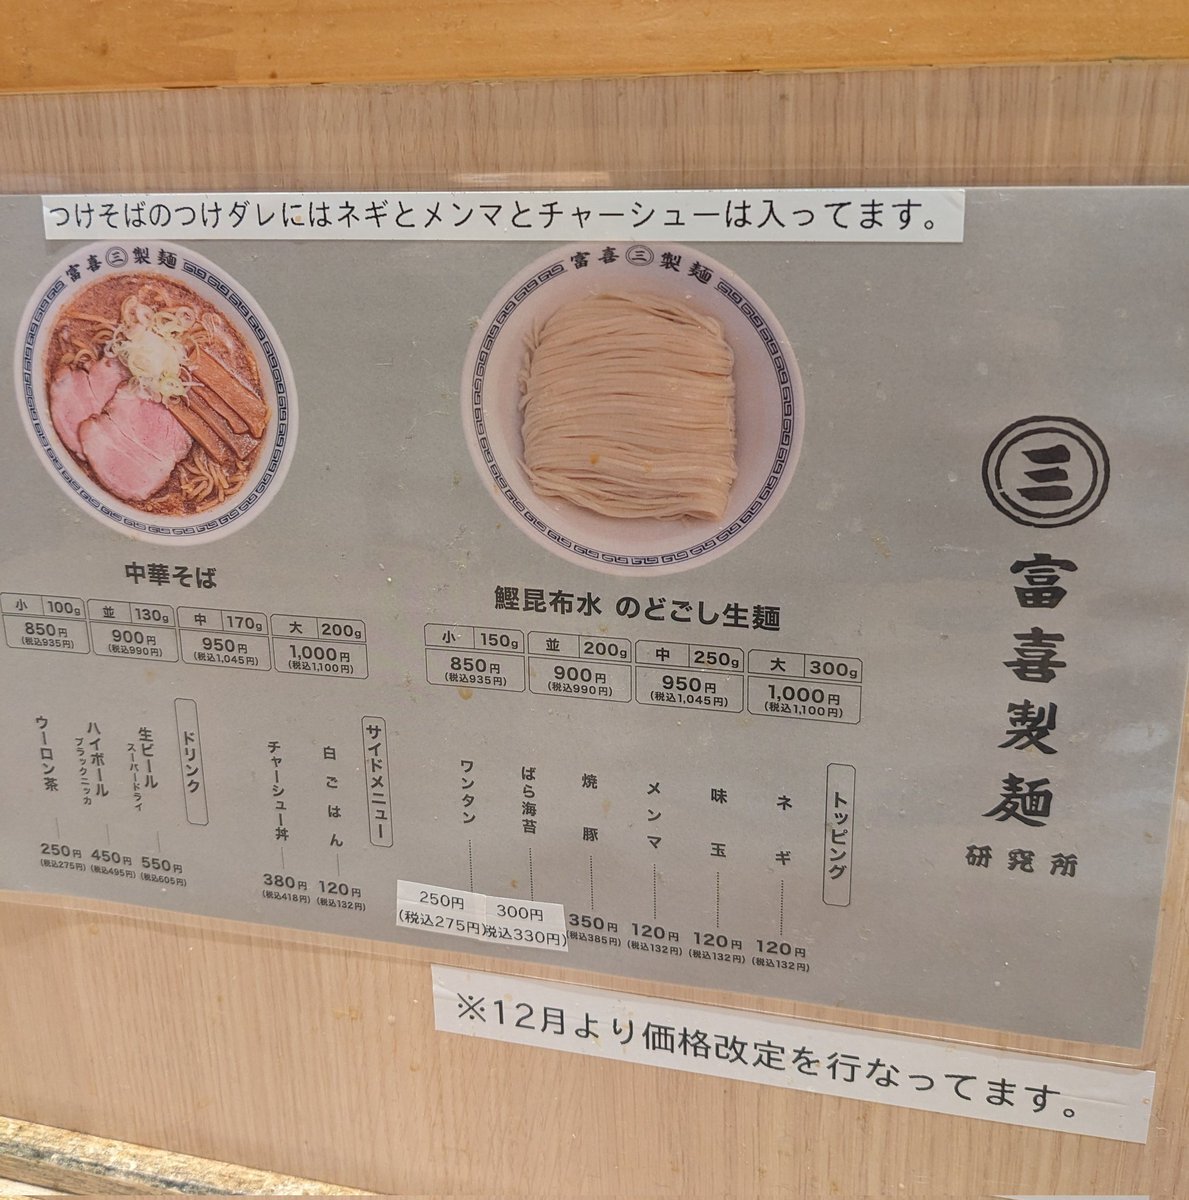 つけそばのつけダレにはネギとメンマとチャーシューは入ってます。
富喜㊂製麺
富喜㊂製麺
三
富喜製麺
研究所
中華そば
小 100g 並 130g 中 170g 大 200g
850円 900円 950円 1,000円
(税込935円) (税込990円) (税込1,045円) (税込1,100円)
鰹昆布水 のどごし生麺
小 150g 並 200g 中 250g 大 300g
850円 900円 950円 1,000円
(税込935円) (税込990円) (税込1,045円) (税込1,100円)
トッピング
ネギ 120円 (税込132円)
味玉 120円 (税込132円)
メンマ 120円 (税込132円)
焼豚 350円 (税込385円)
ばら海苔 300円 税込330円)
ワンタン 250円 (税込275円)
サイドメニュー
白ごはん 120円 (税込132円)
チャーシュー丼 380円 (税込418円)
ドリンク
生ビール スーパードライ 550円 (税込605円)
ハイボール ブラックニッカ 450円 (税込495円)
ウーロン茶 250円 (税込275円)
※12月より価格改定を行なってます。